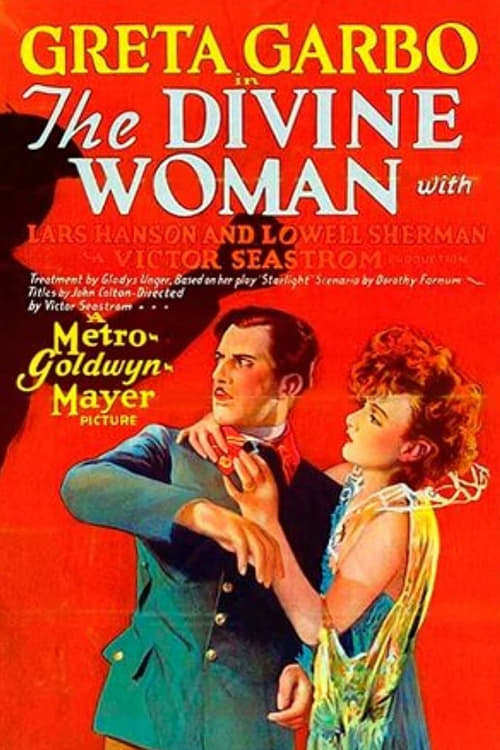 GRETA GARBO
in
The DIVINE
WOMAN with
LARS HANSON AND LOWELL SHERMAN
A VICTOR SEASTROM PRODUCTION
Treatment by Gladys Unger, Based on her play 'Starlight' Scenario by Dorothy Farnum
Titles by John Colton-Directed
by Victor Seastrom...
A
Metro-
Goldwyn-
Mayer
PICTURE